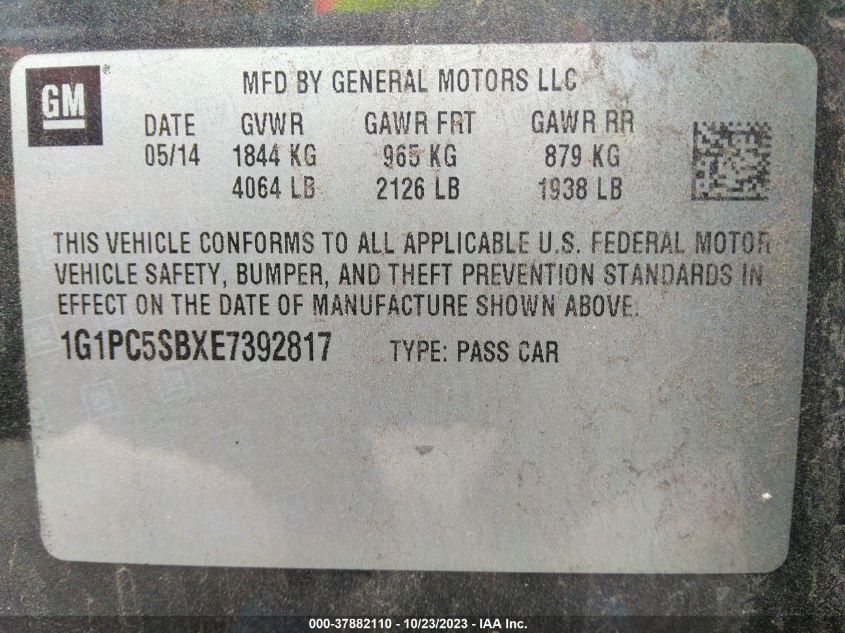 GM
MFD BY GENERAL MOTORS LLC
DATE GVWR GAWR FRT GAWR RR
05/14 1844 KG 965 KG 879 KG
4064 LB 2126 LB 1938 LB
THIS VEHICLE CONFORMS TO ALL APPLICABLE U.S. FEDERAL MOTOR
VEHICLE SAFETY, BUMPER, AND THEFT PREVENTION STANDARDS IN
EFFECT ON THE DATE OF MANUFACTURE SHOWN ABOVE.
1G1PC5SBXE7392817 TYPE: PASS CAR
000-37882110 - 10/23/2023 - IAA Inc.